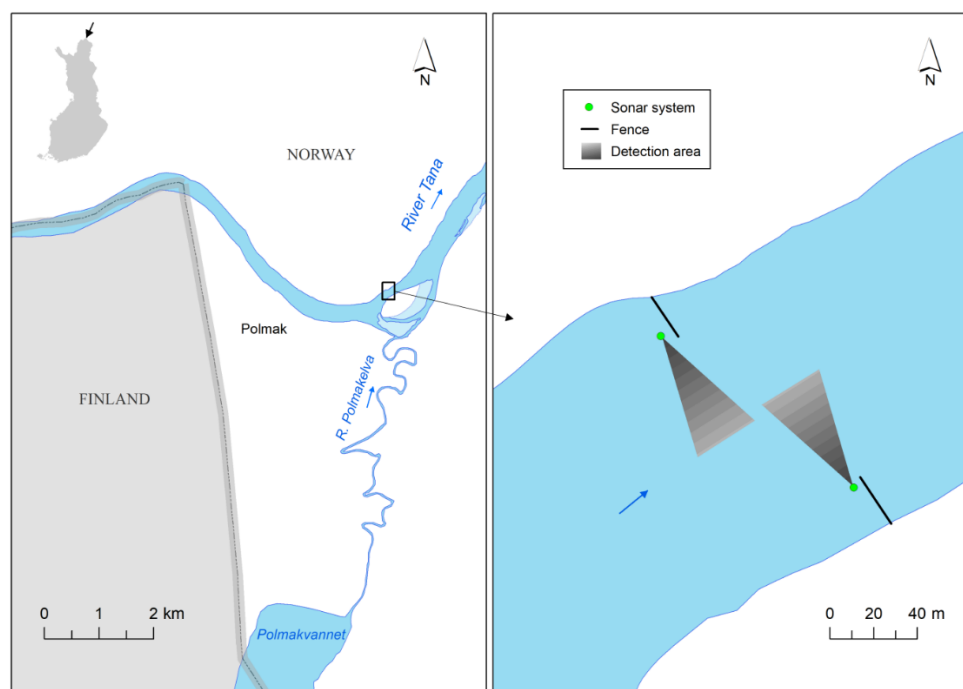 N
NORWAY
River Tana
Polmak
FINLAND
R. Polmakelva
0 1 2 km
Polmakvannet
N
Sonar system
Fence
Detection area
0 20 40 m